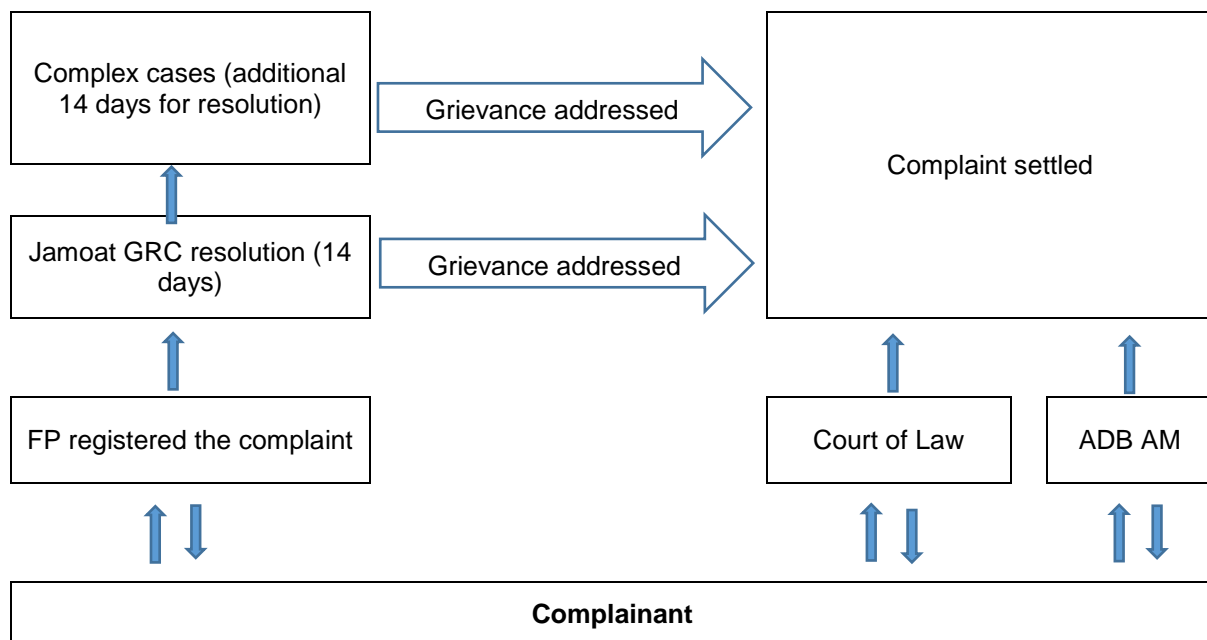 Complex cases (additional
14 days for resolution)
Grievance addressed
Complaint settled
Jamoat GRC resolution (14
days)
Grievance addressed
FP registered the complaint
Court of Law
ADB AM
Complainant